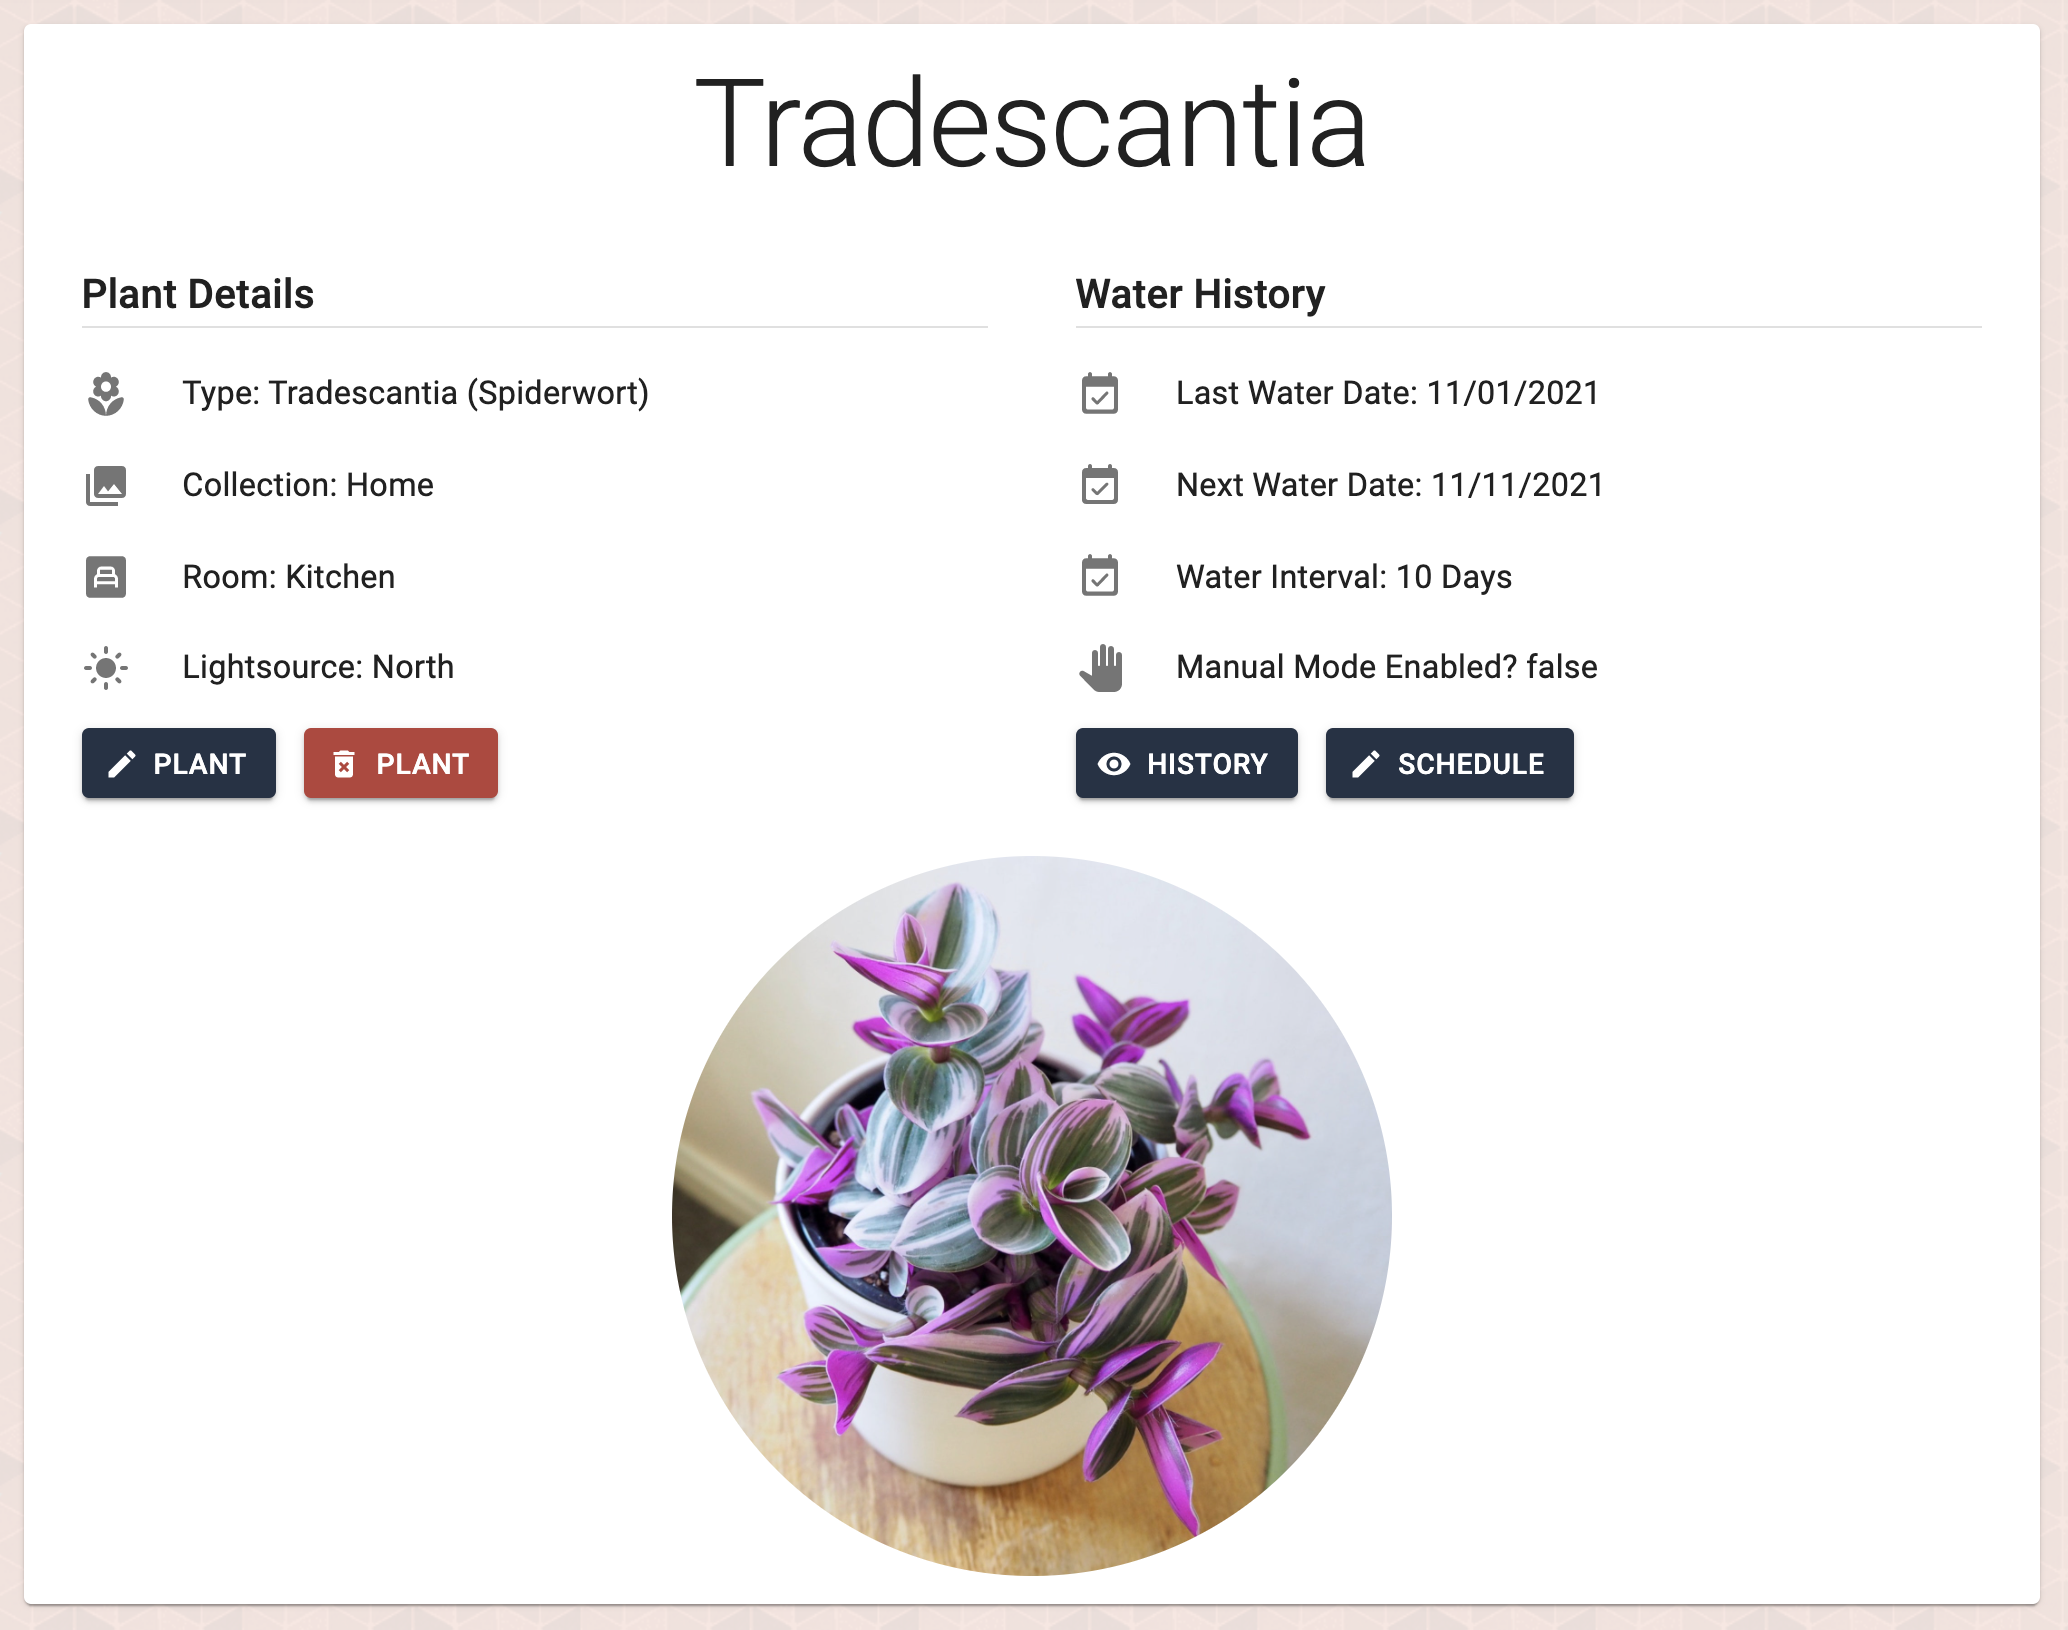 Tradescantia
Plant Details
Type: Tradescantia (Spiderwort)
Collection: Home
Room: Kitchen
Lightsource: North
PLANT
PLANT
Water History
Last Water Date: 11/01/2021
Next Water Date: 11/11/2021
Water Interval: 10 Days
Manual Mode Enabled? false
HISTORY
SCHEDULE